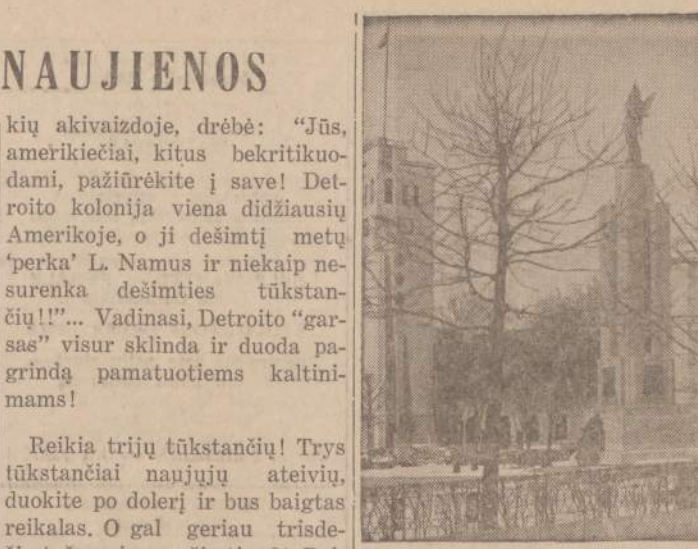 NAUJIENOS
kių akivaizdoje, drėbė: “Jūs,
amerikiečiai, kitus bekritikuo-
dami, pažiūrėkite į save! Det-
roito kolonija viena didžiausių
Amerikoje, o ji dešimtį metų
‘perka’ L. Namus ir niekaip ne-
surenka dešimties tūkstan-
čių!!”... Vadinasi, Detroito “gar-
sas” visur sklinda ir duoda pa-
grindą pamatuotiems kaltini-
mams!
Reikia trijų tūkstančių! Trys
tūkstančiai naujųjų ateivių,
duokite po dolerį ir bus baigtas
reikalas. O gal geriau trisde-